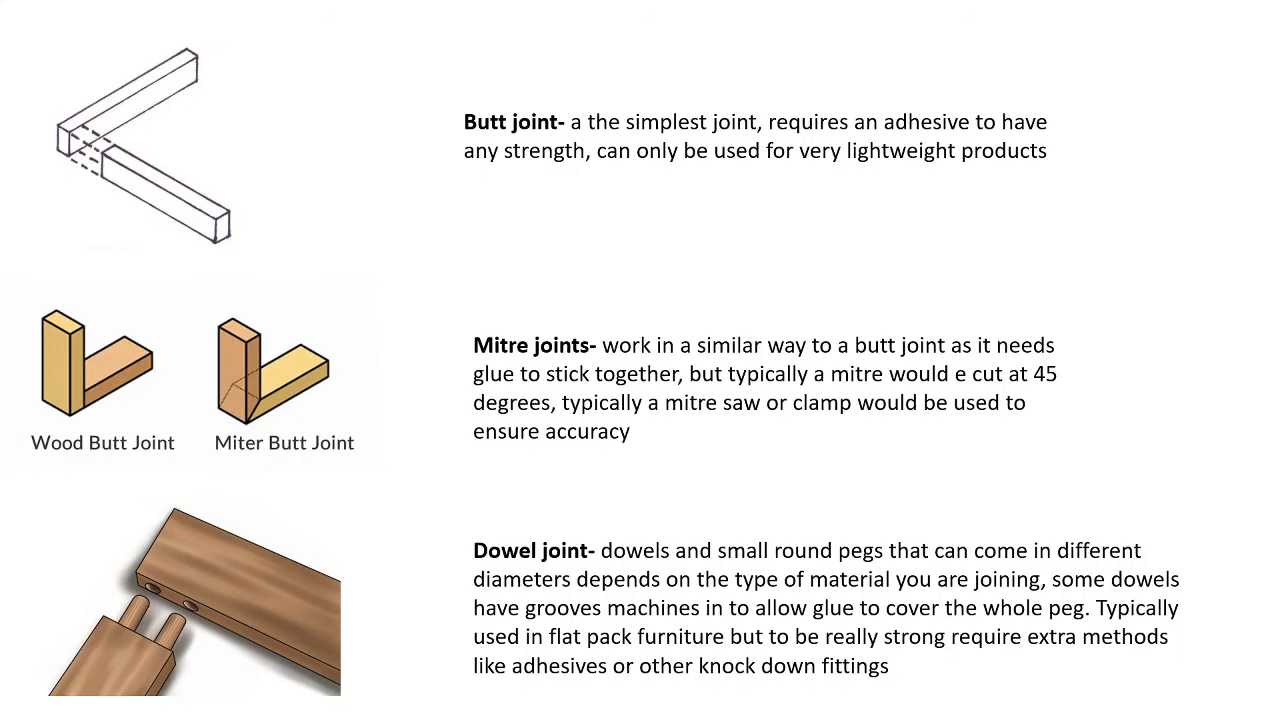 Butt joint- a the simplest joint, requires an adhesive to have
any strength, can only be used for very lightweight products
Mitre joints- work in a similar way to a butt joint as it needs
glue to stick together, but typically a mitre would e cut at 45
degrees, typically a mitre saw or clamp would be used to
ensure accuracy
Wood Butt Joint
Miter Butt Joint
Dowel joint- dowels and small round pegs that can come in different
diameters depends on the type of material you are joining, some dowels
have grooves machines in to allow glue to cover the whole peg. Typically
used in flat pack furniture but to be really strong require extra methods
like adhesives or other knock down fittings